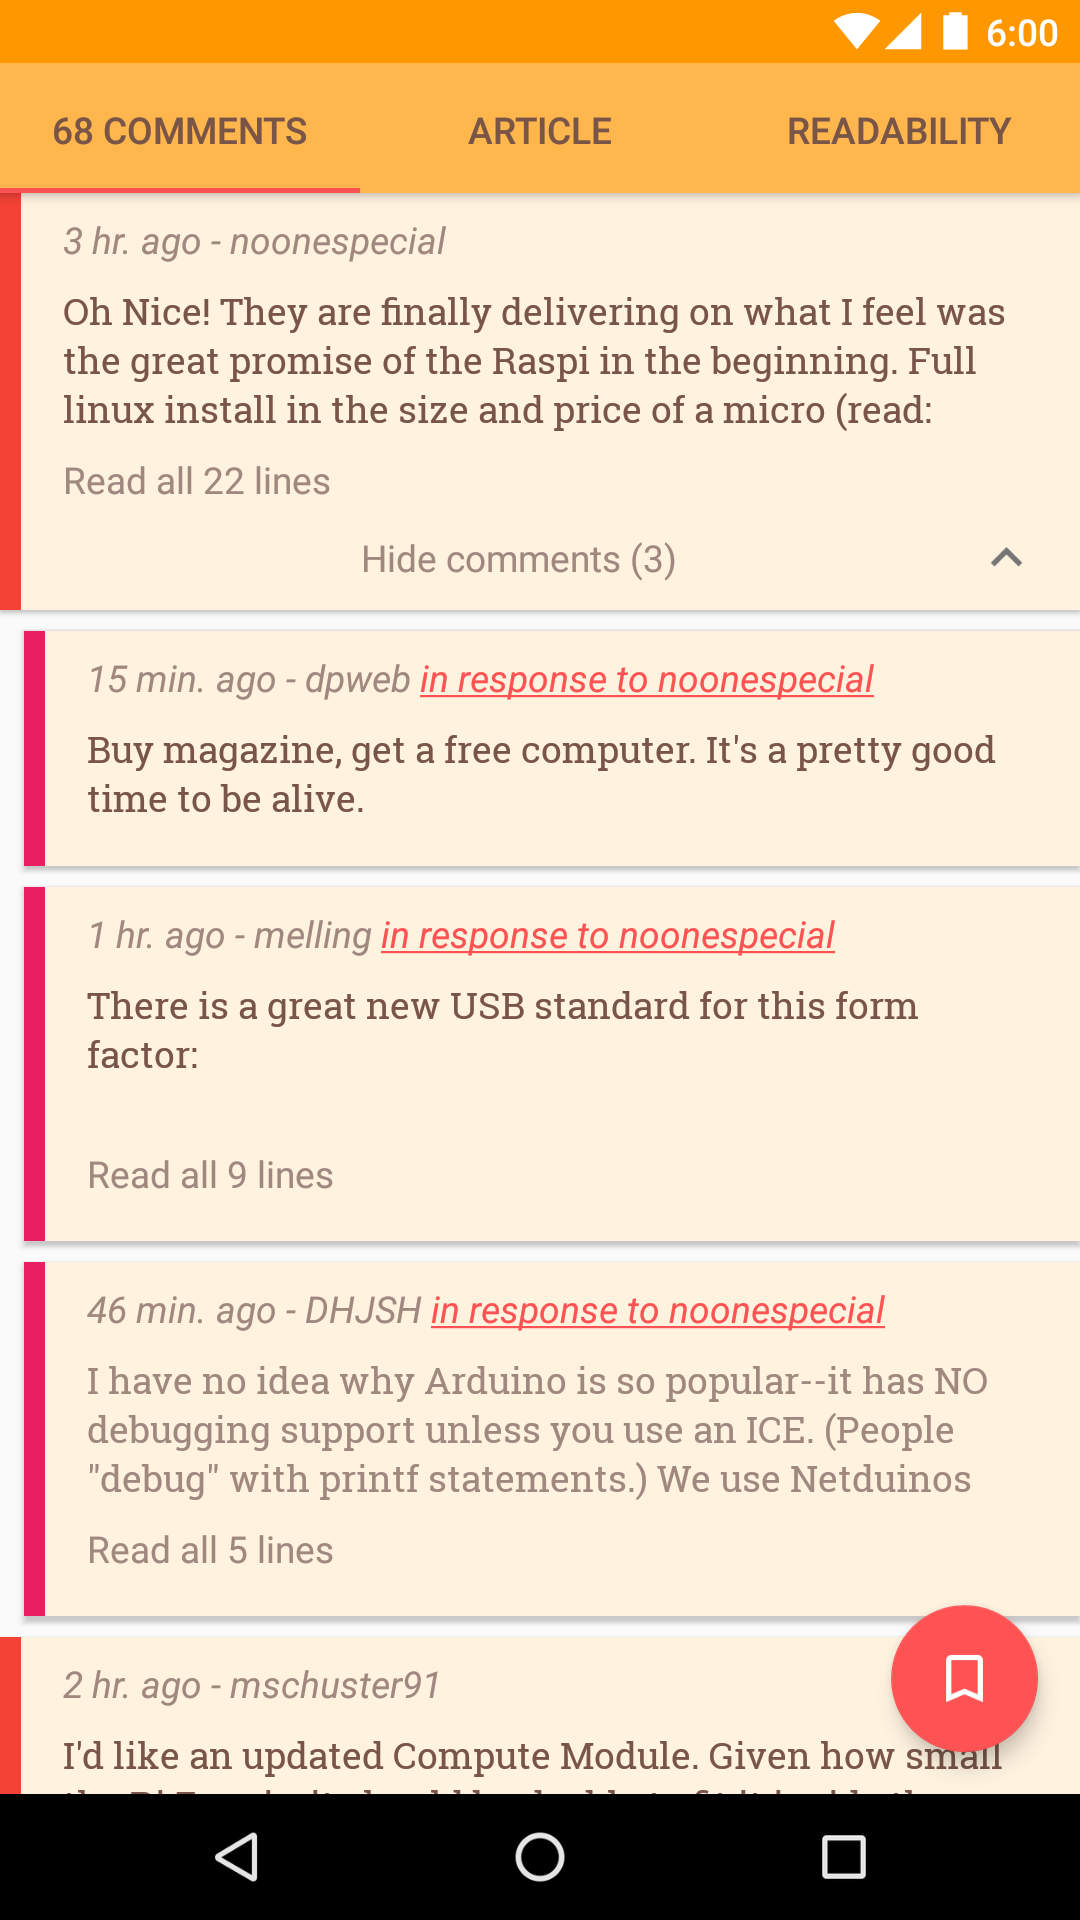 6:00
68 COMMENTS ARTICLE READABILITY
3 hr. ago - noonespecial
Oh Nice! They are finally delivering on what I feel was
the great promise of the Raspi in the beginning. Full
linux install in the size and price of a micro (read:
Read all 22 lines
Hide comments (3)
15 min. ago - dpweb in response to noonespecial
Buy magazine, get a free computer. It's a pretty good
time to be alive.
1 hr. ago - melling in response to noonespecial
There is a great new USB standard for this form
factor:
Read all 9 lines
46 min. ago - DHJSH in response to noonespecial
I have no idea why Arduino is so popular--it has NO
debugging support unless you use an ICE. (People
"debug" with printf statements.) We use Netduinos
Read all 5 lines
2 hr. ago - mschuster91
I'd like an updated Compute Module. Given how small